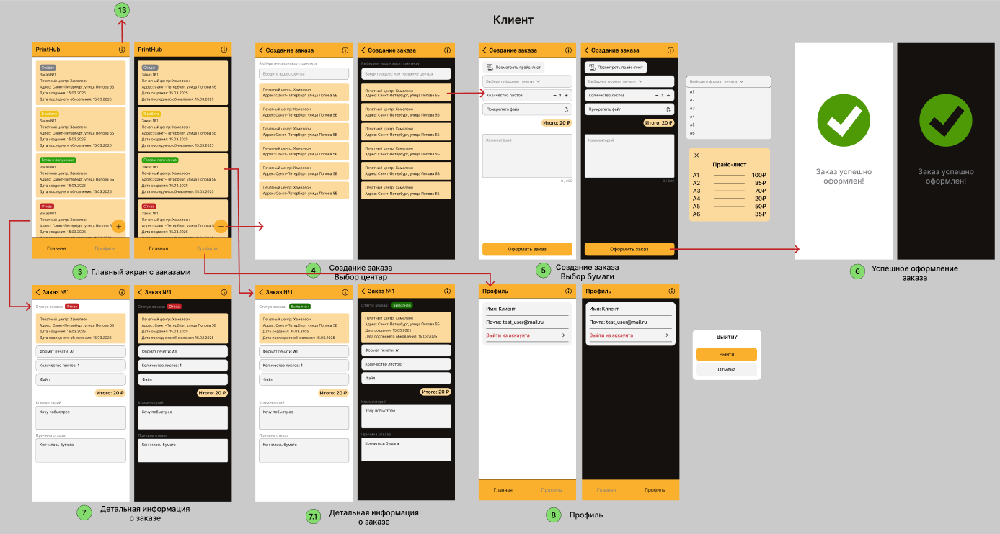 Клиент
13
PrintHub
Создан
Заказ №1
Печатный центр: Хамелеон
Адрес: Санкт-Петербург, улица Попова 5Б
Дата создания: 15.03.2025
Дата последнего обновления: 15.03.2025
В работе
Заказ №1
Печатный центр: Хамелеон
Адрес: Санкт-Петербург, улица Попова 5Б
Дата создания: 15.03.2025
Дата последнего обновления: 15.03.2025
Готов к получению
Заказ №1
Печатный центр: Хамелеон
Адрес: Санкт-Петербург, улица Попова 5Б
Дата создания: 15.03.2025
Дата последнего обновления: 15.03.2025
Отказ
Заказ №1
Печатный центр: Хамелеон
Адрес: Санкт-Петербург, улица Попова 5
Дата создания: 15.03.2025
Главная
Профиль
PrintHub
Создан
Заказ №1
Печатный центр: Хамелеон
Адрес: Санкт-Петербург, улица Попова 5Б
Дата создания: 15.03.2025
Дата последнего обновления: 15.03.2025
В работе
Заказ №1
Печатный центр: Хамелеон
Адрес: Санкт-Петербург, улица Попова 5Б
Дата создания: 15.03.2025
Дата последнего обновления: 15.03.2025
Готов к получению
Заказ №1
Печатный центр: Хамелеон
Адрес: Санкт-Петербург, улица Попова 5Б
Дата создания: 15.03.2025
Дата последнего обновления: 15.03.2025
Отказ
Заказ №1
Печатный центр: Хамелеон
Адрес: Санкт-Петербург, улица Попова 5
Дата создания: 15.03.2025
Главная
Профиль
3 Главный экран с заказами
Создание заказа
Выберите владельца принтера
Введите адрес центра
Печатный центр: Хамелеон
Адрес: Санкт-Петербург, улица Попова 5Б
Печатный центр: Хамелеон
Адрес: Санкт-Петербург, улица Попова 5Б
Печатный центр: Хамелеон
Адрес: Санкт-Петербург, улица Попова 5Б
Печатный центр: Хамелеон
Адрес: Санкт-Петербург, улица Попова 5Б
Печатный центр: Хамелеон
Адрес: Санкт-Петербург, улица Попова 5Б
Печатный центр: Хамелеон
Адрес: Санкт-Петербург, улица Попова 5Б
Создание заказа
Выберите владельца принтера
Введите адрес или название центра
Печатный центр: Хамелеон
Адрес: Санкт-Петербург, улица Попова 5Б
Печатный центр: Хамелеон
Адрес: Санкт-Петербург, улица Попова 5Б
Печатный центр: Хамелеон
Адрес: Санкт-Петербург, улица Попова 5Б
Печатный центр: Хамелеон
Адрес: Санкт-Петербург, улица Попова 5Б
Печатный центр: Хамелеон
Адрес: Санкт-Петербург, улица Попова 5Б
Печатный центр: Хамелеон
Адрес: Санкт-Петербург, улица Попова 5Б
4 Создание заказа
Выбор центар
Создание заказа
Посмотреть прайс-лист
Выберите формат печати
Количество листов − 1 +
Прикрепить файл
Итого: 20 ₽
Комментарий
0 / 200
Оформить заказ
Создание заказа
Посмотреть прайс-лист
Выберите формат печати
Количество листов − 1 +
Прикрепить файл
Итого: 20 ₽
Комментарий
0 / 200
Оформить заказ
5 Создание заказа
Выбор бумаги
Выберите формат печати
A1
A2
A3
A4
A5
A6
Прайс-лист
A1 100₽
A2 85₽
A3 70₽
A4 20₽
A5 50₽
A6 35₽
Заказ успешно
оформлен!
Заказ успешно
оформлен!
6 Успешное оформление
заказа
Заказ №1
Статус заказа: Отказ
Печатный центр: Хамелеон
Адрес: Санкт-Петербург, улица Попова 5Б
Дата создания: 15.03.2025
Дата последнего обновления: 15.03.2025
Формат печати: A1
Количество листов: 1
Файл
Итого: 20 ₽
Комментарий
Хочу побыстрее
Причина отказа
Кончилась бумага
Заказ №1
Статус заказа: Отказ
Печатный центр: Хамелеон
Адрес: Санкт-Петербург, улица Попова 5Б
Дата создания: 15.03.2025
Дата последнего обновления: 15.03.2025
Формат печати: A1
Количество листов: 1
Файл
Итого: 20 ₽
Комментарий
Хочу побыстрее
Причина отказа
Кончилась бумага
7 Детальная информация
о заказе
Заказ №1
Статус заказа: Выполнен
Печатный центр: Хамелеон
Адрес: Санкт-Петербург, улица Попова 5Б
Дата создания: 15.03.2025
Дата последнего обновления: 15.03.2025
Формат печати: A1
Количество листов: 1
Файл
Итого: 20 ₽
Комментарий
Хочу побыстрее
Причина отказа
Кончилась бумага
Заказ №1
Статус заказа: Выполнен
Печатный центр: Хамелеон
Адрес: Санкт-Петербург, улица Попова 5Б
Дата создания: 15.03.2025
Дата последнего обновления: 15.03.2025
Формат печати: A1
Количество листов: 1
Файл
Итого: 20 ₽
Комментарий
Хочу побыстрее
Причина отказа
Кончилась бумага
7.1 Детальная информация
о заказе
Профиль
Имя: Клиент
Почта: test_user@mail.ru
Выйти из аккаунта
Главная
Профиль
Профиль
Имя: Клиент
Почта: test_user@mail.ru
Выйти из аккаунта
Главная
Профиль
8 Профиль
Выйти?
Выйти
Отмена